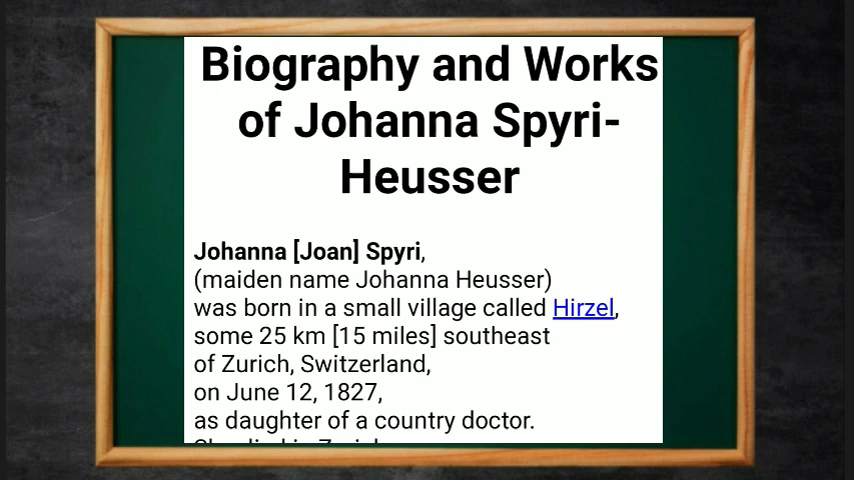 Biography and Works
of Johanna Spyri-
Heusser
Johanna [Joan] Spyri,
(maiden name Johanna Heusser)
was born in a small village called Hirzel,
some 25 km [15 miles] southeast
of Zurich, Switzerland,
on June 12, 1827,
as daughter of a country doctor.